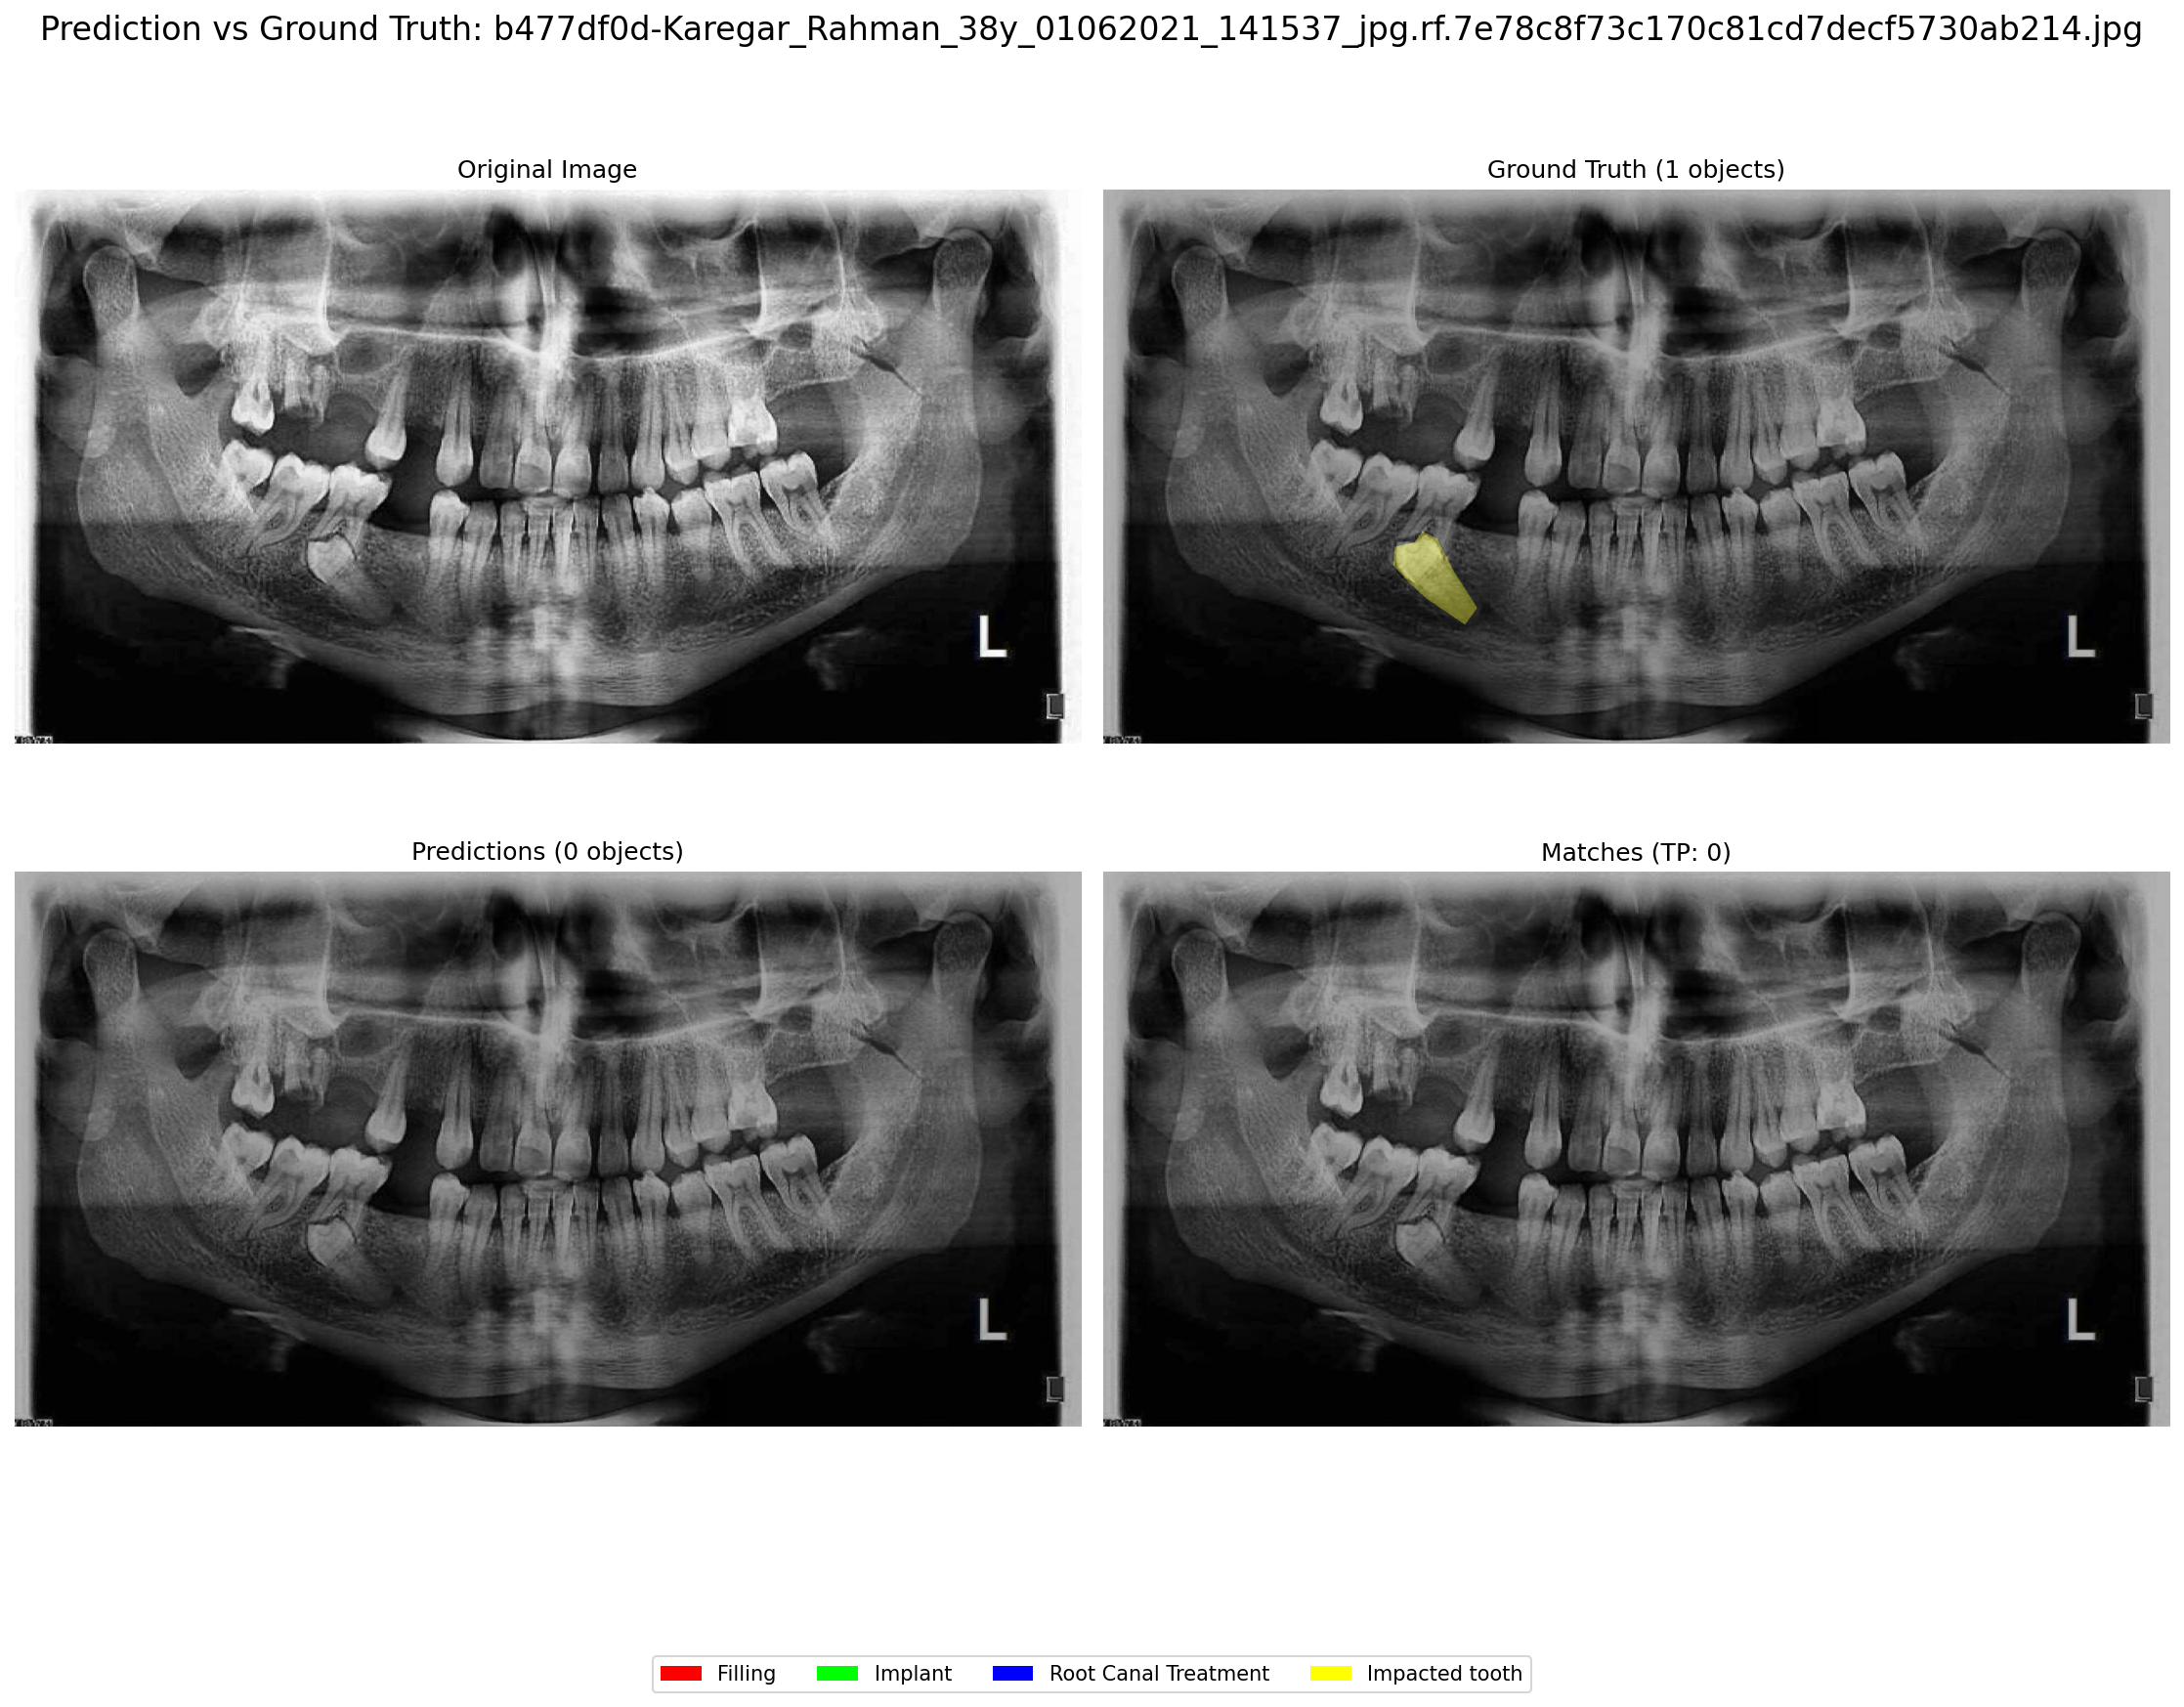 Prediction vs Ground Truth: b477df0d-Karegar_Rahman_38y_01062021_141537_jpg.rf.7e78c8f73c170c81cd7decf5730ab214.jpg
Original Image
Ground Truth (1 objects)
L
L
Predictions (0 objects)
Matches (TP: 0)
L
L
Filling
Implant
Root Canal Treatment
Impacted tooth